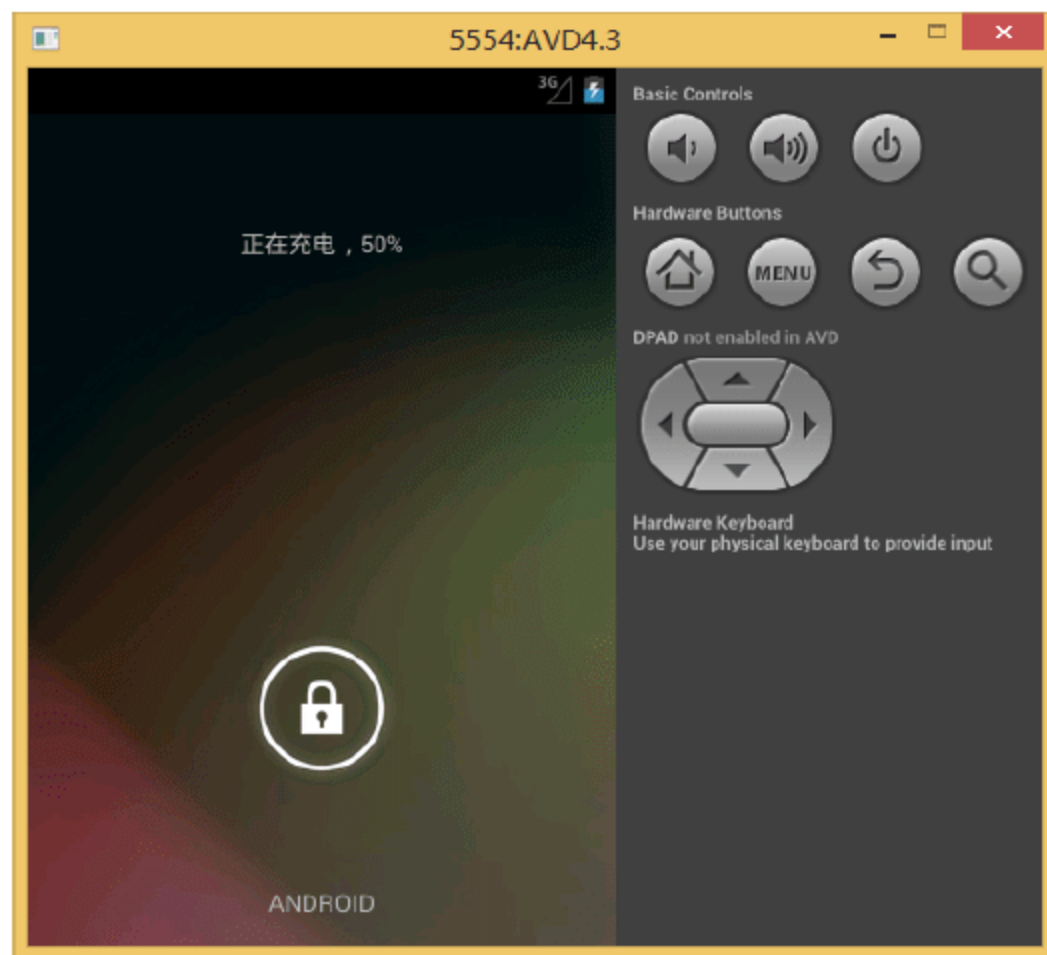 5554:AVD4.3
3G
正在充电，50%
ANDROID
Basic Controls
Hardware Buttons
MENU
DPAD not enabled in AVD
Hardware Keyboard
Use your physical keyboard to provide input